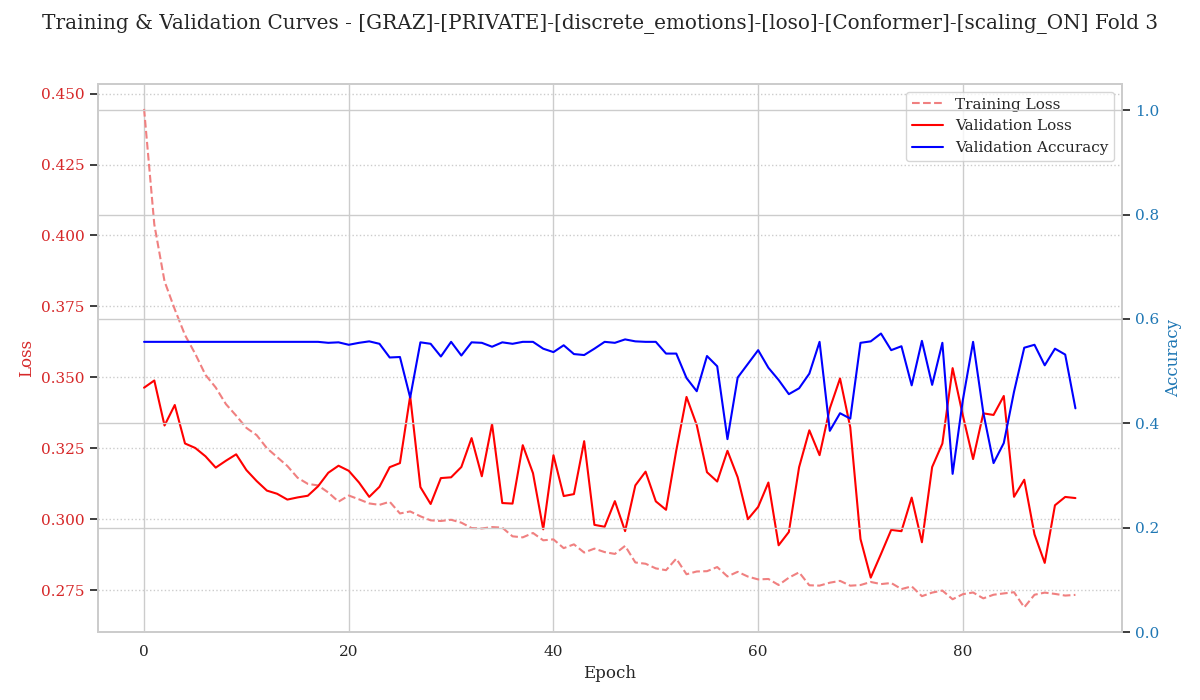 Training & Validation Curves - [GRAZ]-[PRIVATE]-[discrete_emotions]-[loso]-[Conformer]-[scaling_ON] Fold 3
Training Loss
Validation Loss
Validation Accuracy
Loss
0.450
0.425
0.400
0.375
0.350
0.325
0.300
0.275
1.0
0.8
0.6
0.4
0.2
0.0
Accuracy
0
20
40
60
80
Epoch